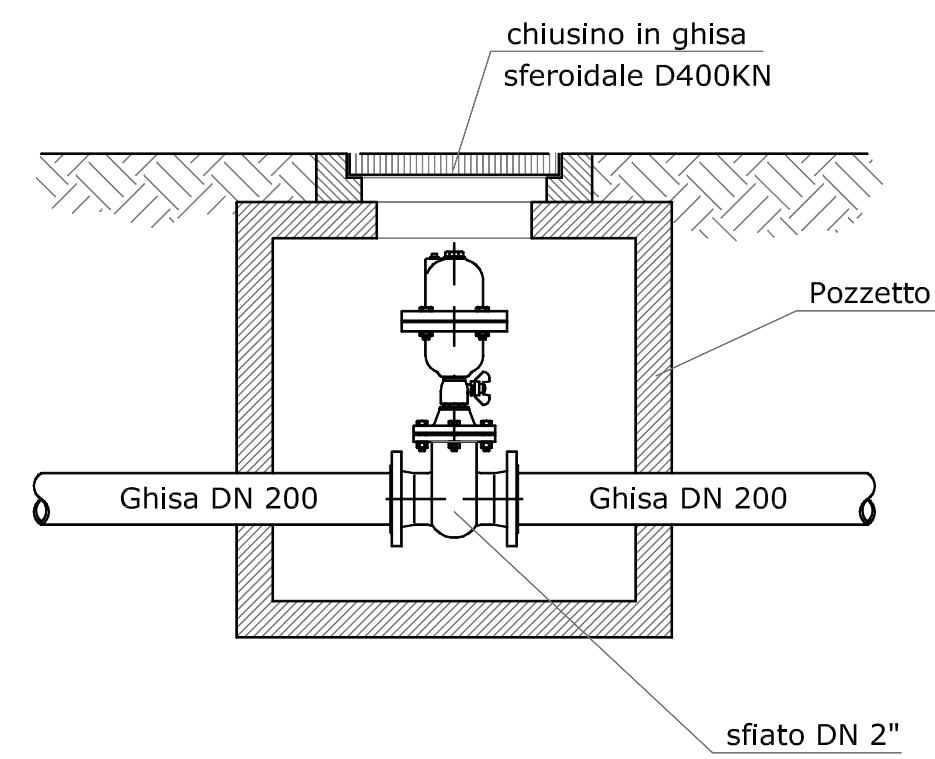 chiusino in ghisa
sferoidale D400KN
Pozzetto
Ghisa DN 200
Ghisa DN 200
sfiato DN 2"